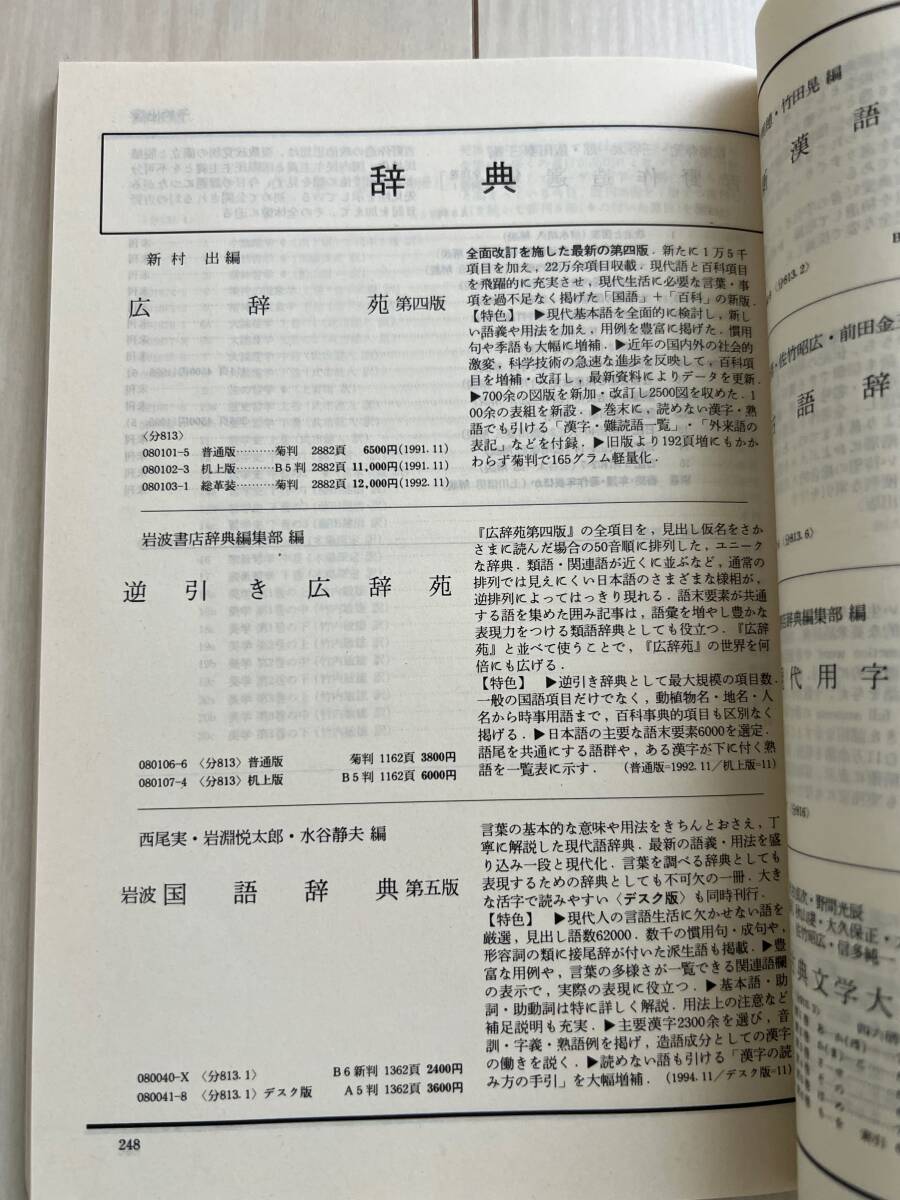 辞典
新村 出 編
広辞苑 第四版
全面改訂を施した最新の第四版．新たに1万5千
項目を加え，22万余項目収載．現代語と百科項目
を飛躍的に充実させ，現代生活に必要な言葉・事
項を過不足なく掲げた「国語」+「百科」の新版．
【特色】 ▶現代基本語を全面的に検討し，新し
い語義や用法を加え，用例を豊富に掲げた．慣用
句や季語も大幅に増補．▶近年の国内外の社会的
激変，科学技術の急速な進歩を反映して，百科項
目を増補・改訂し，最新資料によりデータを更新．
▶700余の図版を新加・改訂し2500図を収めた．1
00余の表組を新設．▶巻末に，読めない漢字・熟
語でも引ける「漢字・難読語一覧」・「外来語の
表記」などを付録．▶旧版より192頁増にもかか
わらず菊判で165グラム軽量化．
〈分813〉
080101-5 普通版………菊判 2882頁 6500円(1991.11)
080102-3 机上版………B5判 2882頁 11,000円(1991.11)
080103-1 総革装………菊判 2882頁 12,000円(1992.11)
岩波書店辞典編集部 編
逆引き広辞苑
『広辞苑第四版』の全項目を，見出し仮名をさか
さまに読んだ場合の50音順に排列した，ユニーク
な辞典．類語・関連語が近くに並ぶなど，通常の
排列では見えにくい日本語のさまざまな様相が，
逆排列によってはっきり現れる．語末要素が共通
する語を集めた囲み記事は，語彙を増やし豊かな
表現力をつける類語辞典としても役立つ．『広辞
苑』と並べて使うことで，『広辞苑』の世界を何
倍にも広げる．
【特色】 ▶逆引き辞典として最大規模の項目数．
一般の国語項目だけでなく，動植物名・地名・人
名から時事用語まで，百科事典的項目も区別なく
掲げる．▶日本語の主要な語末要素6000を選定．
語尾を共通にする語群や，ある漢字が下に付く熟
語を一覧表に示す． (普通版=1992.11/机上版=11)
080106-6 〈分813〉普通版 菊判 1162頁 3800円
080107-4 〈分813〉机上版 B5判 1162頁 6000円
西尾実・岩淵悦太郎・水谷静夫 編
岩波 国語辞典 第五版
言葉の基本的な意味や用法をきちんとおさえ，丁
寧に解説した現代語辞典．最新の語義・用法を盛
り込み一段と現代化．言葉を調べる辞典としても
表現するための辞典としても不可欠の一冊．大き
な活字で読みやすい〈デスク版〉も同時刊行．
【特色】 ▶現代人の言語生活に欠かせない語を
厳選，見出し語数62000．数千の慣用句・成句や，
形容詞の類に接尾辞が付いた派生語も掲載．▶豊
富な用例や，言葉の多様さが一覧できる関連語欄
の表示で，実際の表現に役立つ．▶基本語・助
詞・助動詞は特に詳しく解説．用法上の注意など
補足説明も充実．▶主要漢字2300余を選び，音
訓・字義・熟語例を掲げ，造語成分としての漢字
の働きを説く．▶読めない語も引ける「漢字の読
み方の手引」を大幅増補．(1994.11/デスク版=11)
080040-X 〈分813.1〉 B6新判 1362頁 2400円
080041-8 〈分813.1〉デスク版 A5判 1362頁 3600円
248
・竹田晃 編
漢語
〈分813.2〉
・佐竹昭広・前田金五
語辞
〈分813.6〉
辞典編集部 編
代用字
・野間光辰
・大久保正・
佐竹昭広・信多純一
典文学大